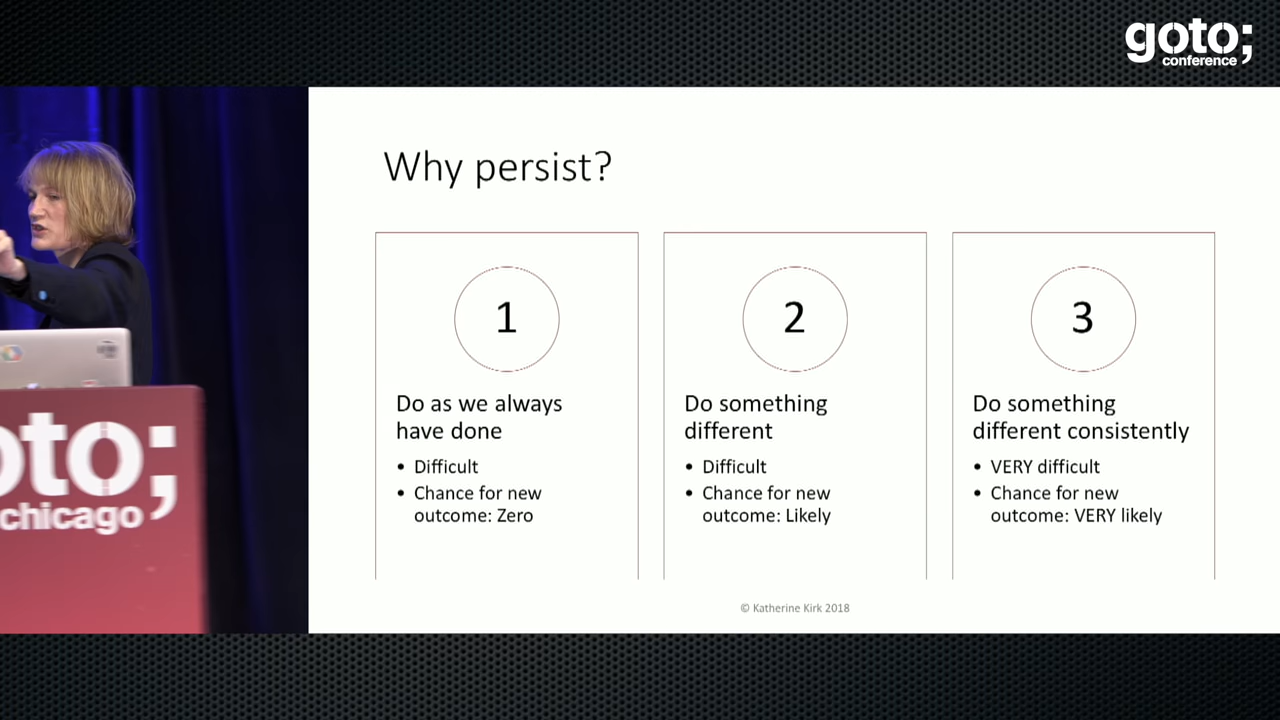 goto;
conference
Why persist?
1
Do as we always
have done
• Difficult
• Chance for new
outcome: Zero
2
Do something
different
• Difficult
• Chance for new
outcome: Likely
3
Do something
different consistently
• VERY difficult
• Chance for new
outcome: VERY likely
© Katherine Kirk 2018
oto;
chicago